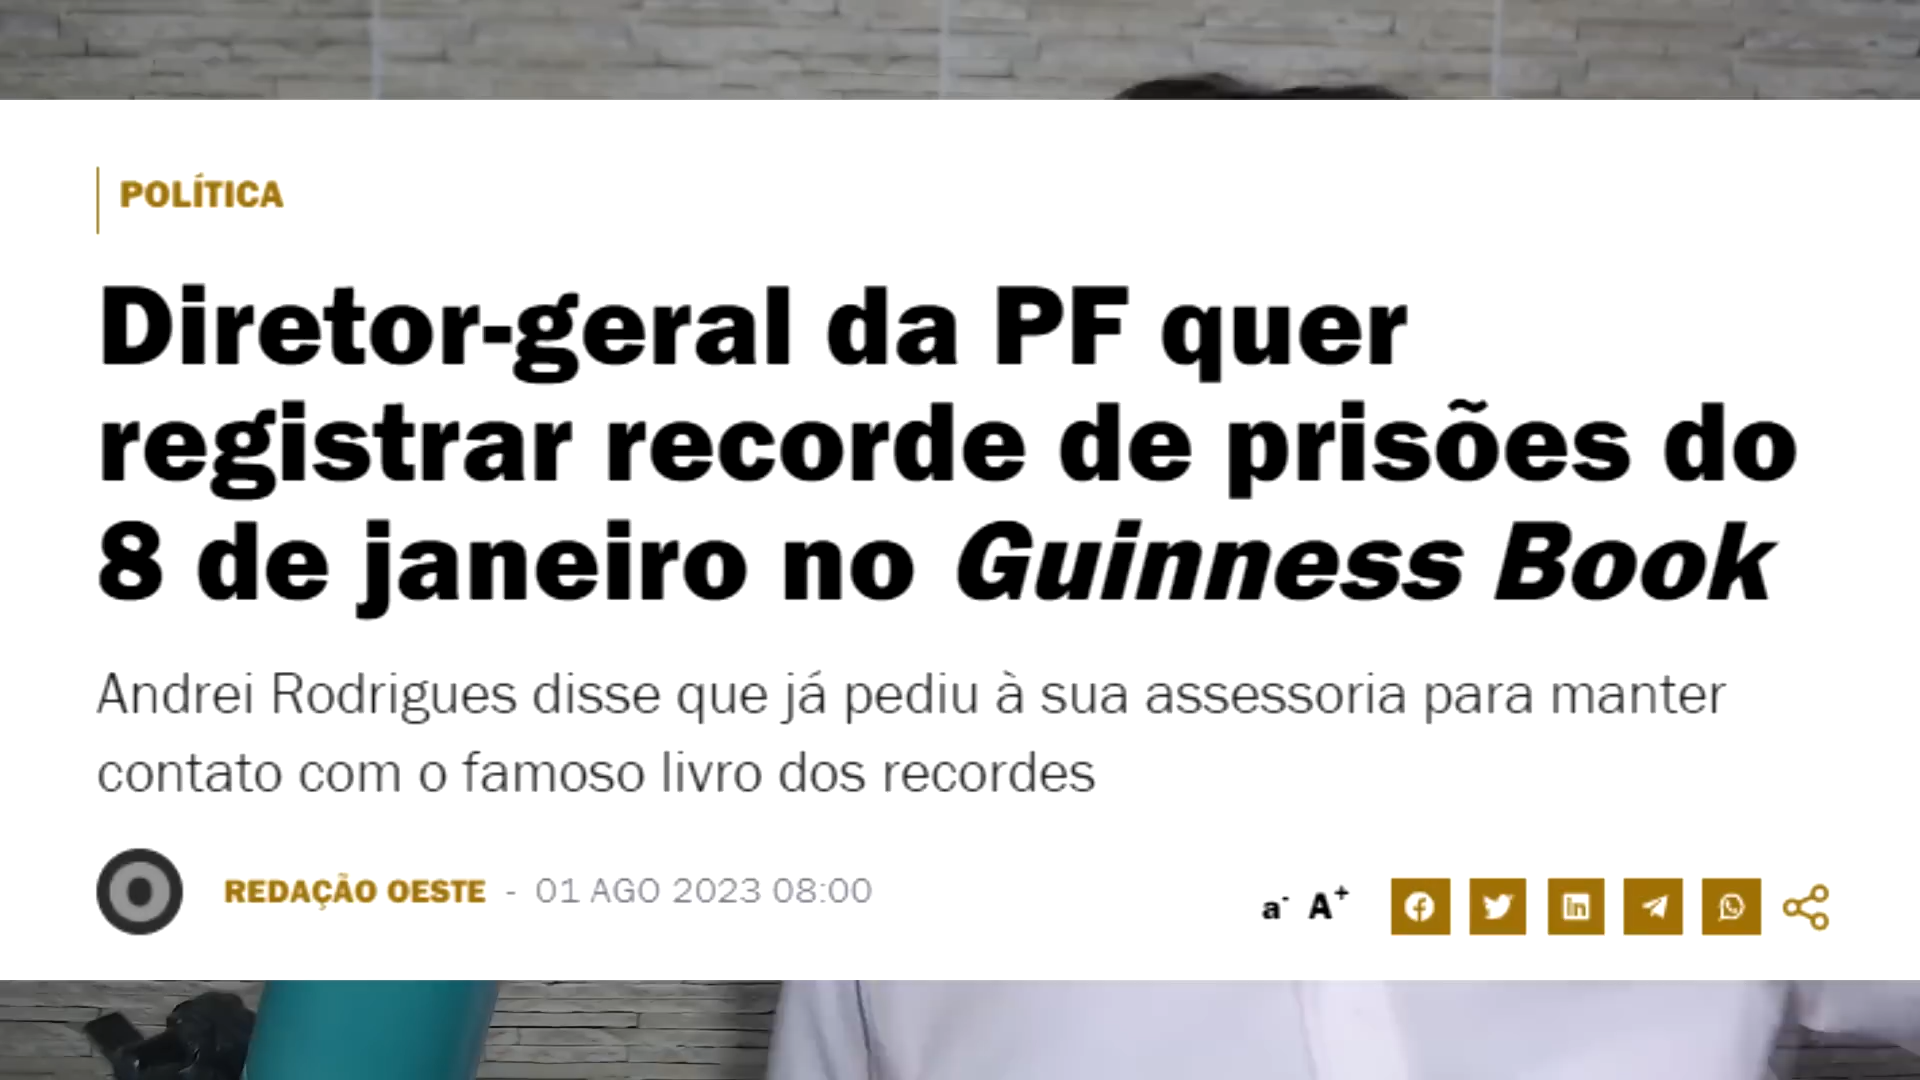 POLÍTICA
Diretor-geral da PF quer
registrar recorde de prisões do
8 de janeiro no Guinness Book
Andrei Rodrigues disse que já pediu à sua assessoria para manter
contato com o famoso livro dos recordes
REDAÇÃO OESTE - 01 AGO 2023 08:00
a- A+